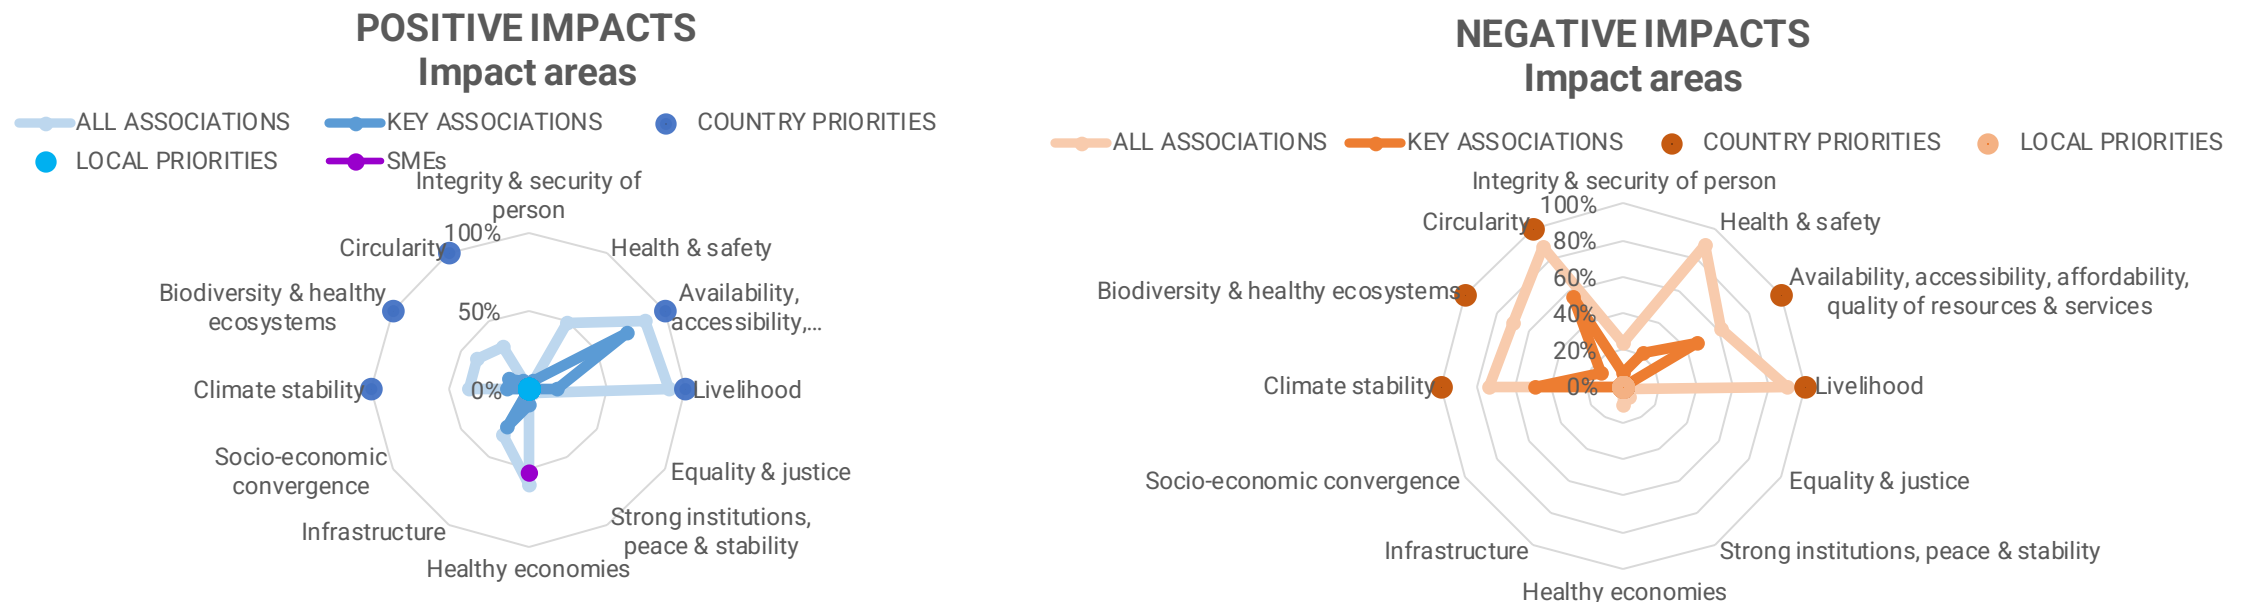 POSITIVE IMPACTS
Impact areas
ALL ASSOCIATIONS
KEY ASSOCIATIONS
COUNTRY PRIORITIES
LOCAL PRIORITIES
SMEs
Integrity & security of
person
100%
Circularity
Health & safety
Biodiversity & healthy
ecosystems
50%
Availability,
accessibility,...
Climate stability
0%
Livelihood
Socio-economic
convergence
Equality & justice
Infrastructure
Strong institutions,
peace & stability
Healthy economies
NEGATIVE IMPACTS
Impact areas
ALL ASSOCIATIONS
KEY ASSOCIATIONS
COUNTRY PRIORITIES
LOCAL PRIORITIES
Integrity & security of person
100%
Circularity
Health & safety
80%
60%
Biodiversity & healthy ecosystems
Availability, accessibility, affordability,
quality of resources & services
40%
20%
Climate stability
0%
Livelihood
Socio-economic convergence
Equality & justice
Infrastructure
Strong institutions, peace & stability
Healthy economies